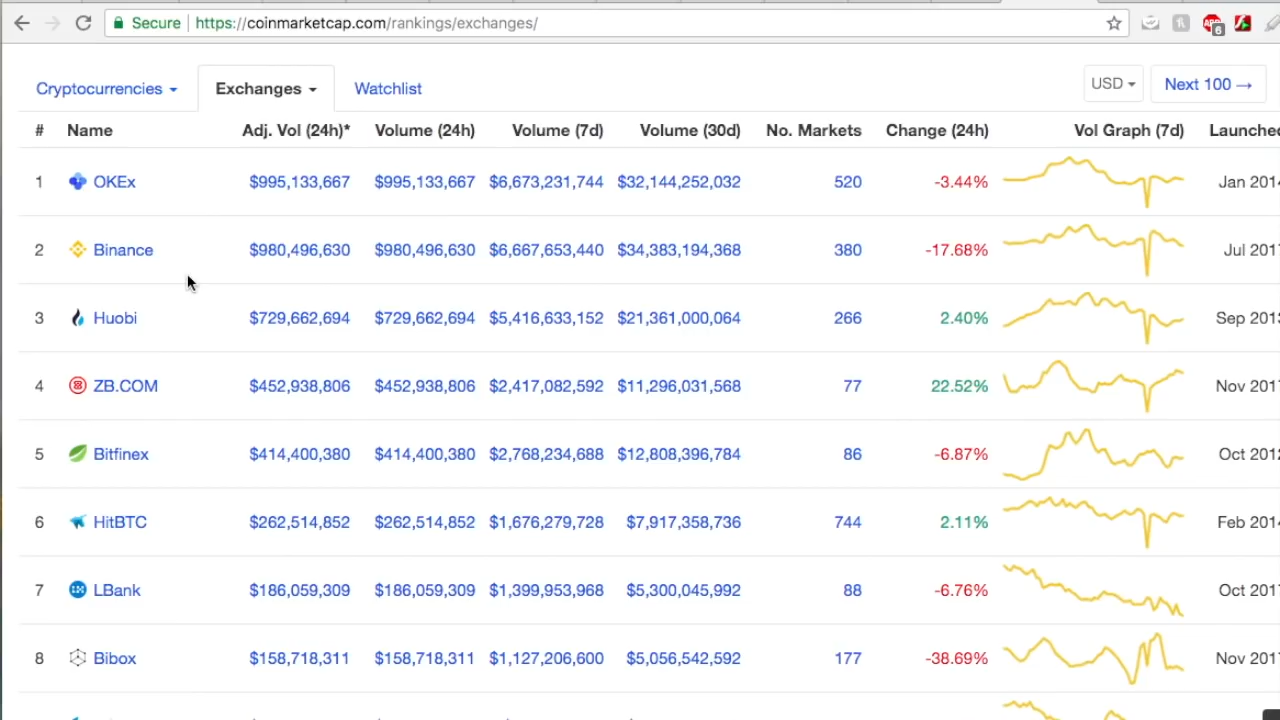 Secure https://coinmarketcap.com/rankings/exchanges/
6
Cryptocurrencies Exchanges Watchlist USD Next 100 →
# Name Adj. Vol (24h)* Volume (24h) Volume (7d) Volume (30d) No. Markets Change (24h) Vol Graph (7d) Launched
1 OKEx $995,133,667 $995,133,667 $6,673,231,744 $32,144,252,032 520 -3.44% Jan 2014
2 Binance $980,496,630 $980,496,630 $6,667,653,440 $34,383,194,368 380 -17.68% Jul 2017
3 Huobi $729,662,694 $729,662,694 $5,416,633,152 $21,361,000,064 266 2.40% Sep 2013
4 ZB.COM $452,938,806 $452,938,806 $2,417,082,592 $11,296,031,568 77 22.52% Nov 2017
5 Bitfinex $414,400,380 $414,400,380 $2,768,234,688 $12,808,396,784 86 -6.87% Oct 2012
6 HitBTC $262,514,852 $262,514,852 $1,676,279,728 $7,917,358,736 744 2.11% Feb 2014
7 LBank $186,059,309 $186,059,309 $1,399,953,968 $5,300,045,992 88 -6.76% Oct 2017
8 Bibox $158,718,311 $158,718,311 $1,127,206,600 $5,056,542,592 177 -38.69% Nov 2017